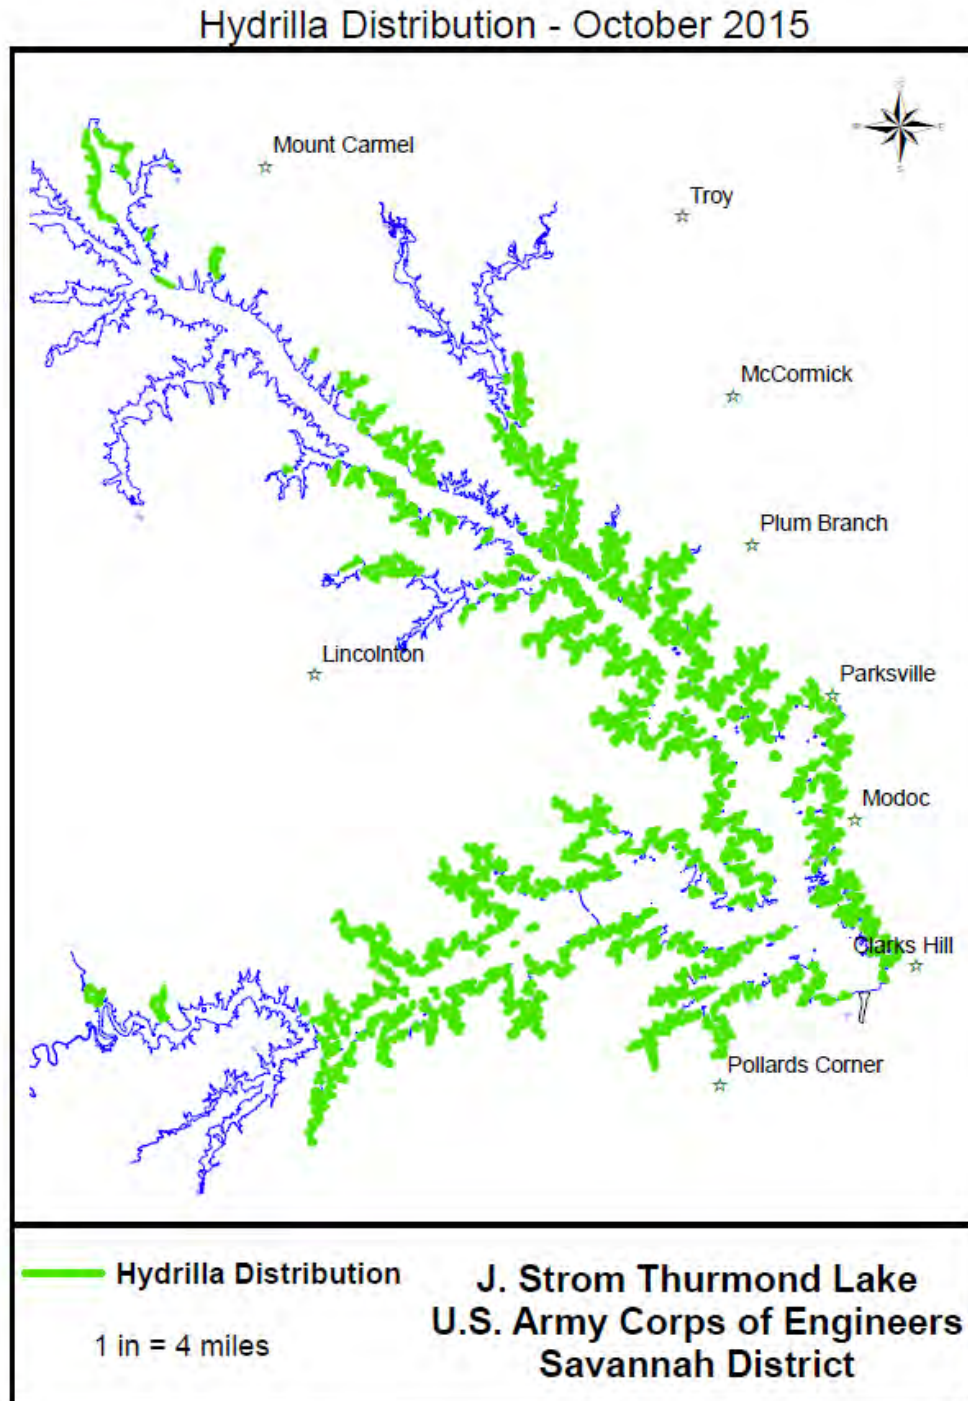 Hydrilla Distribution - October 2015
Mount Carmel
Troy
McCormick
Plum Branch
Lincolnton
Parksville
Modoc
Clarks Hill
Pollards Corner
Hydrilla Distribution
1 in = 4 miles
J. Strom Thurmond Lake
U.S. Army Corps of Engineers
Savannah District